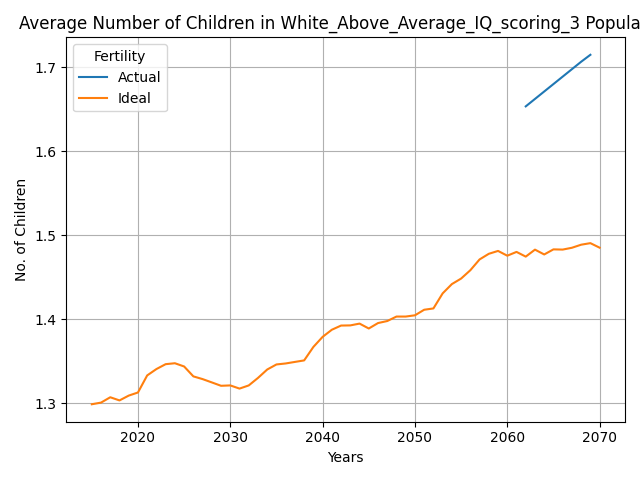 Average Number of Children in White_Above_Average_IQ_scoring_3 Popula
Fertility
Actual
Ideal
No. of Children
1.7
1.6
1.5
1.4
1.3
2020 2030 2040 2050 2060 2070
Years